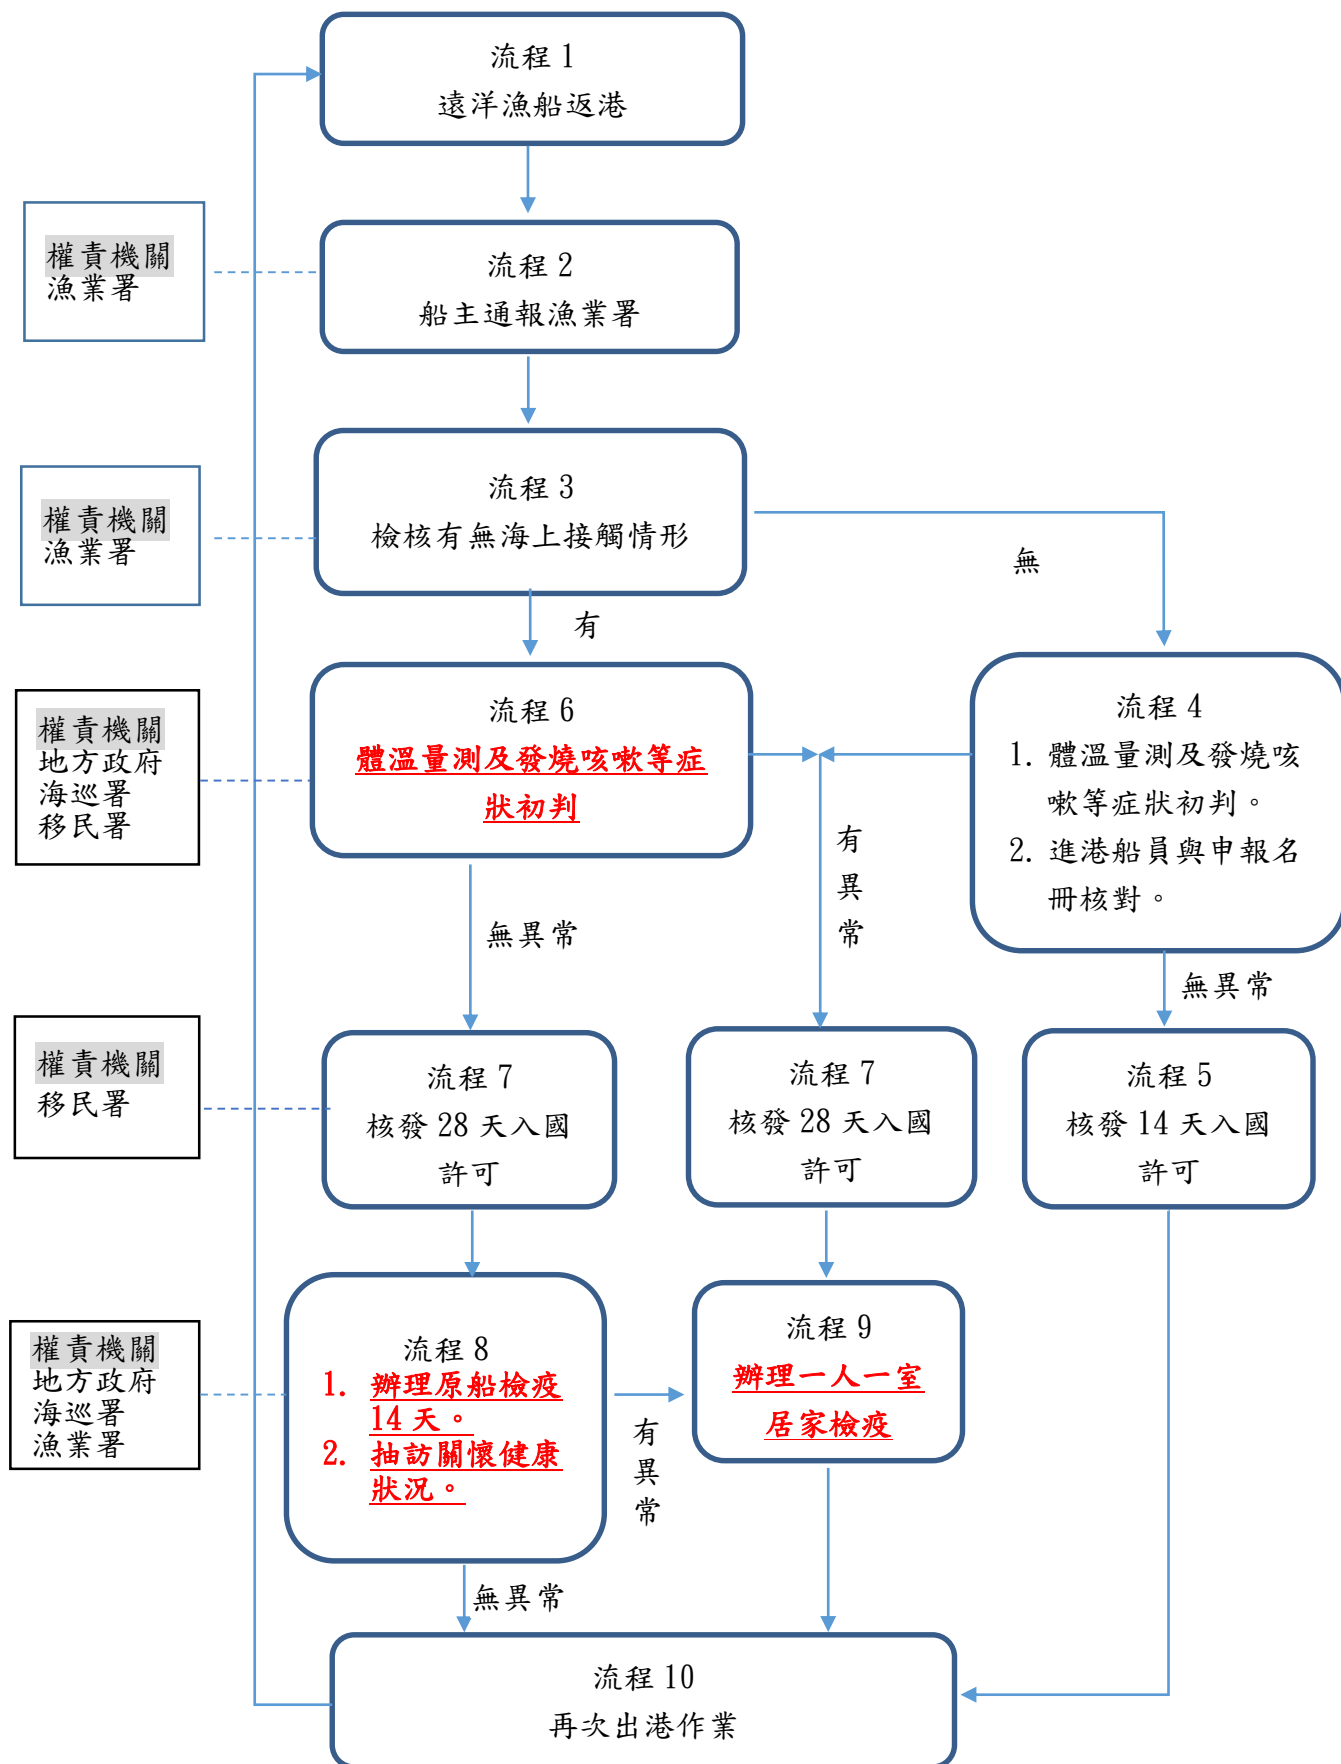 流程 1
遠洋漁船返港
權責機關
漁業署
流程 2
船主通報漁業署
權責機關
漁業署
流程 3
檢核有無海上接觸情形
無
有
權責機關
地方政府
海巡署
移民署
流程 6
體溫量測及發燒咳嗽等症
狀初判
有
異
常
流程 4
1. 體溫量測及發燒咳
嗽等症狀初判。
2. 進港船員與申報名
冊核對。
無異常
無異常
權責機關
移民署
流程 7
核發 28 天入國
許可
流程 7
核發 28 天入國
許可
流程 5
核發 14 天入國
許可
權責機關
地方政府
海巡署
漁業署
流程 8
1. 辦理原船檢疫
14 天。
2. 抽訪關懷健康
狀況。
有
異
常
流程 9
辦理一人一室
居家檢疫
無異常
流程 10
再次出港作業